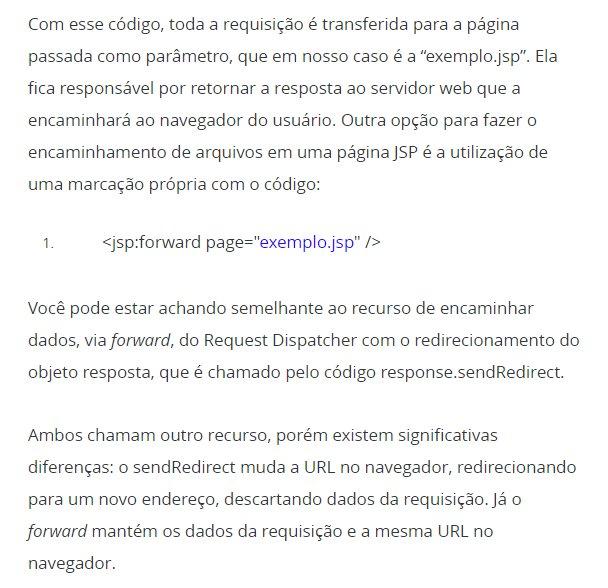 Com esse código, toda a requisição é transferida para a página
passada como parâmetro, que em nosso caso é a “exemplo.jsp”. Ela
fica responsável por retornar a resposta ao servidor web que a
encaminhará ao navegador do usuário. Outra opção para fazer o
encaminhamento de arquivos em uma página JSP é a utilização de
uma marcação própria com o código:
1. <jsp:forward page="exemplo.jsp" />
Você pode estar achando semelhante ao recurso de encaminhar
dados, via forward, do Request Dispatcher com o redirecionamento do
objeto resposta, que é chamado pelo código response.sendRedirect.
Ambos chamam outro recurso, porém existem significativas
diferenças: o sendRedirect muda a URL no navegador, redirecionando
para um novo endereço, descartando dados da requisição. Já o
forward mantém os dados da requisição e a mesma URL no
navegador.